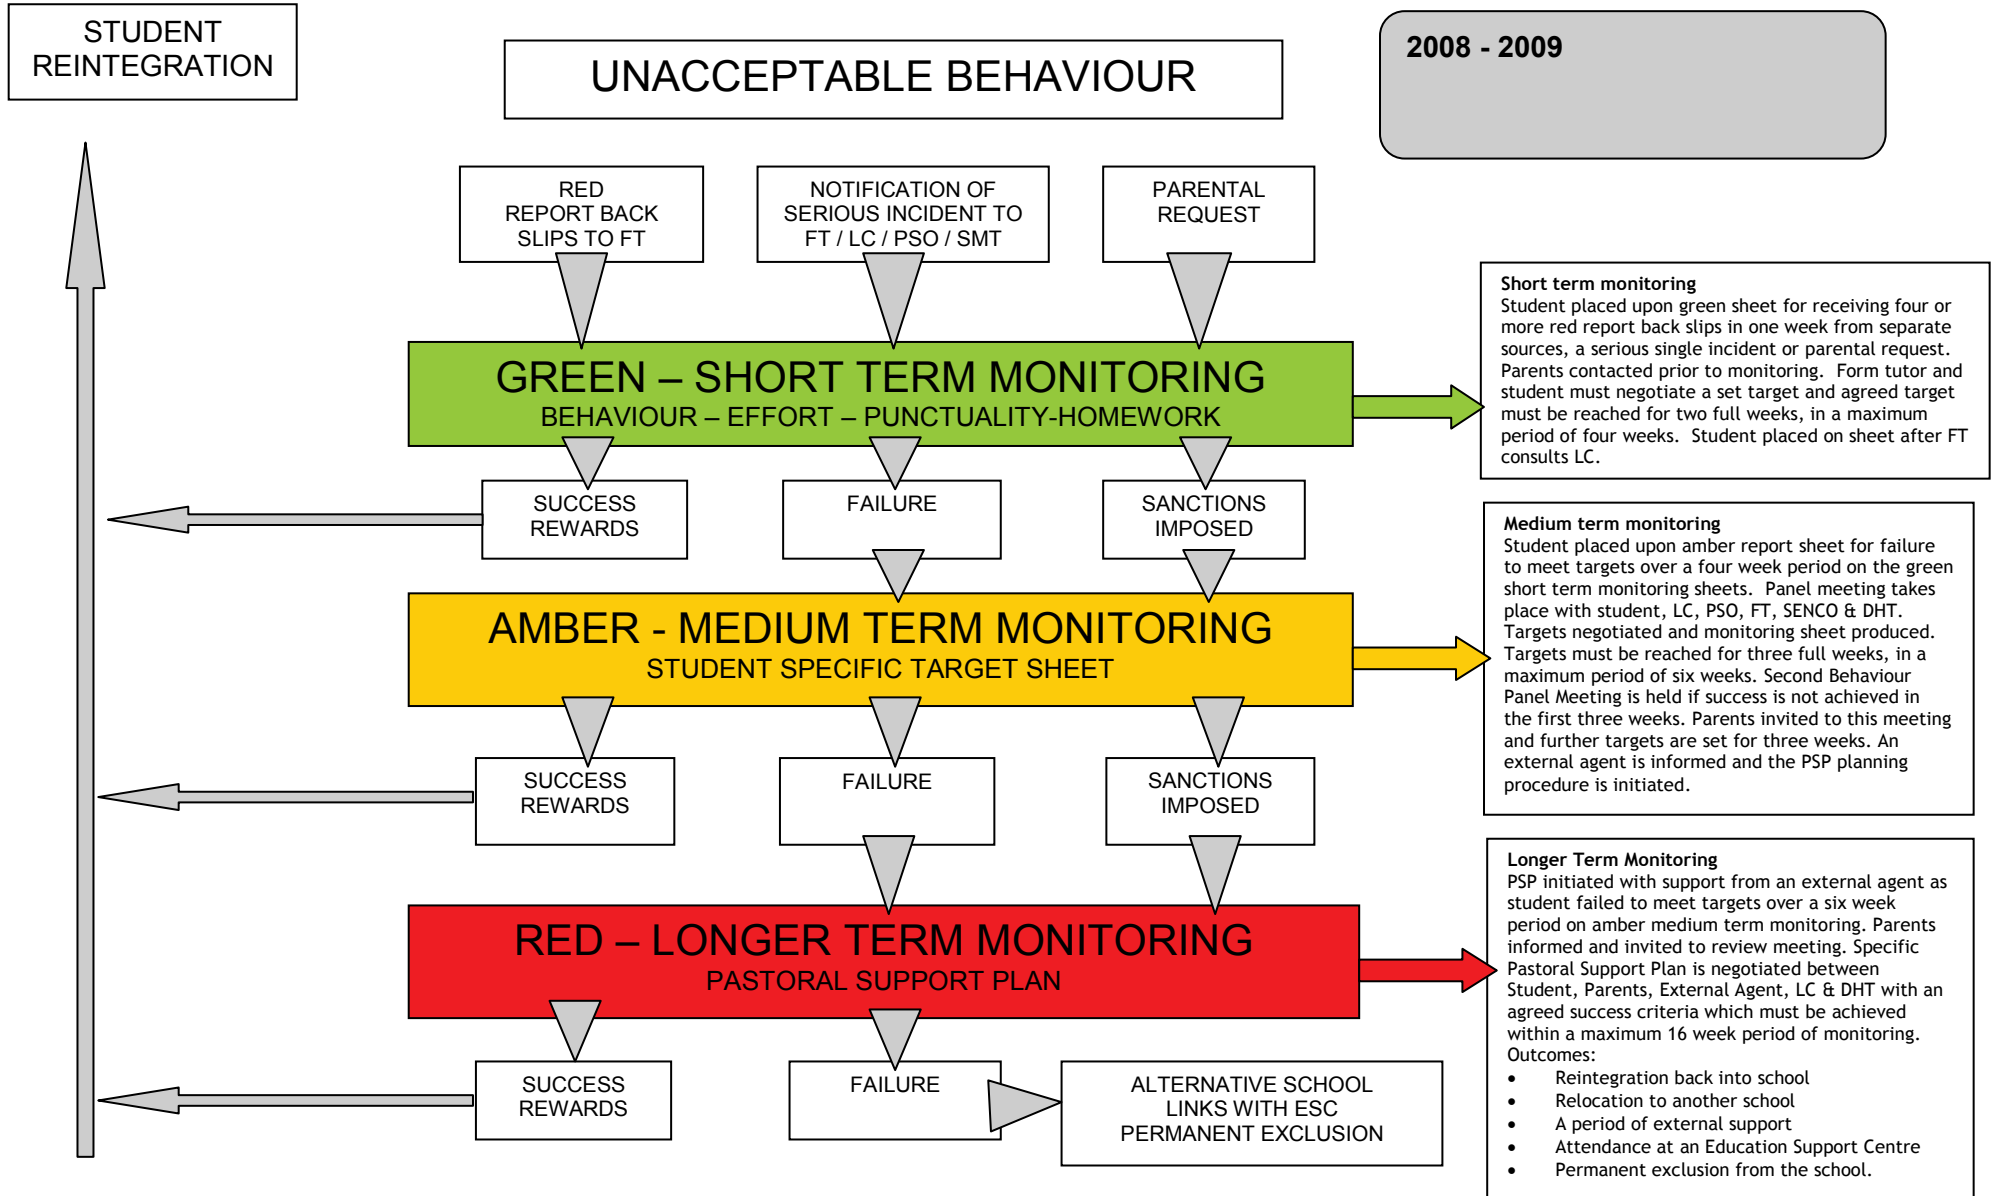 STUDENT
REINTEGRATION
UNACCEPTABLE BEHAVIOUR
2008 - 2009
RED
REPORT BACK
SLIPS TO FT
NOTIFICATION OF
SERIOUS INCIDENT TO
FT / LC / PSO / SMT
PARENTAL
REQUEST
GREEN – SHORT TERM MONITORING
BEHAVIOUR – EFFORT – PUNCTUALITY-HOMEWORK
Short term monitoring
Student placed upon green sheet for receiving four or
more red report back slips in one week from separate
sources, a serious single incident or parental request.
Parents contacted prior to monitoring. Form tutor and
student must negotiate a set target and agreed target
must be reached for two full weeks, in a maximum
period of four weeks. Student placed on sheet after FT
consults LC.
SUCCESS
REWARDS
FAILURE
SANCTIONS
IMPOSED
AMBER - MEDIUM TERM MONITORING
STUDENT SPECIFIC TARGET SHEET
Medium term monitoring
Student placed upon amber report sheet for failure
to meet targets over a four week period on the green
short term monitoring sheets. Panel meeting takes
place with student, LC, PSO, FT, SENCO & DHT.
Targets negotiated and monitoring sheet produced.
Targets must be reached for three full weeks, in a
maximum period of six weeks. Second Behaviour
Panel Meeting is held if success is not achieved in
the first three weeks. Parents invited to this meeting
and further targets are set for three weeks. An
external agent is informed and the PSP planning
procedure is initiated.
SUCCESS
REWARDS
FAILURE
SANCTIONS
IMPOSED
RED – LONGER TERM MONITORING
PASTORAL SUPPORT PLAN
Longer Term Monitoring
PSP initiated with support from an external agent as
student failed to meet targets over a six week
period on amber medium term monitoring. Parents
informed and invited to review meeting. Specific
Pastoral Support Plan is negotiated between
Student, Parents, External Agent, LC & DHT with an
agreed success criteria which must be achieved
within a maximum 16 week period of monitoring.
Outcomes:
• Reintegration back into school
• Relocation to another school
• A period of external support
• Attendance at an Education Support Centre
• Permanent exclusion from the school.
SUCCESS
REWARDS
FAILURE
ALTERNATIVE SCHOOL
LINKS WITH ESC
PERMANENT EXCLUSION